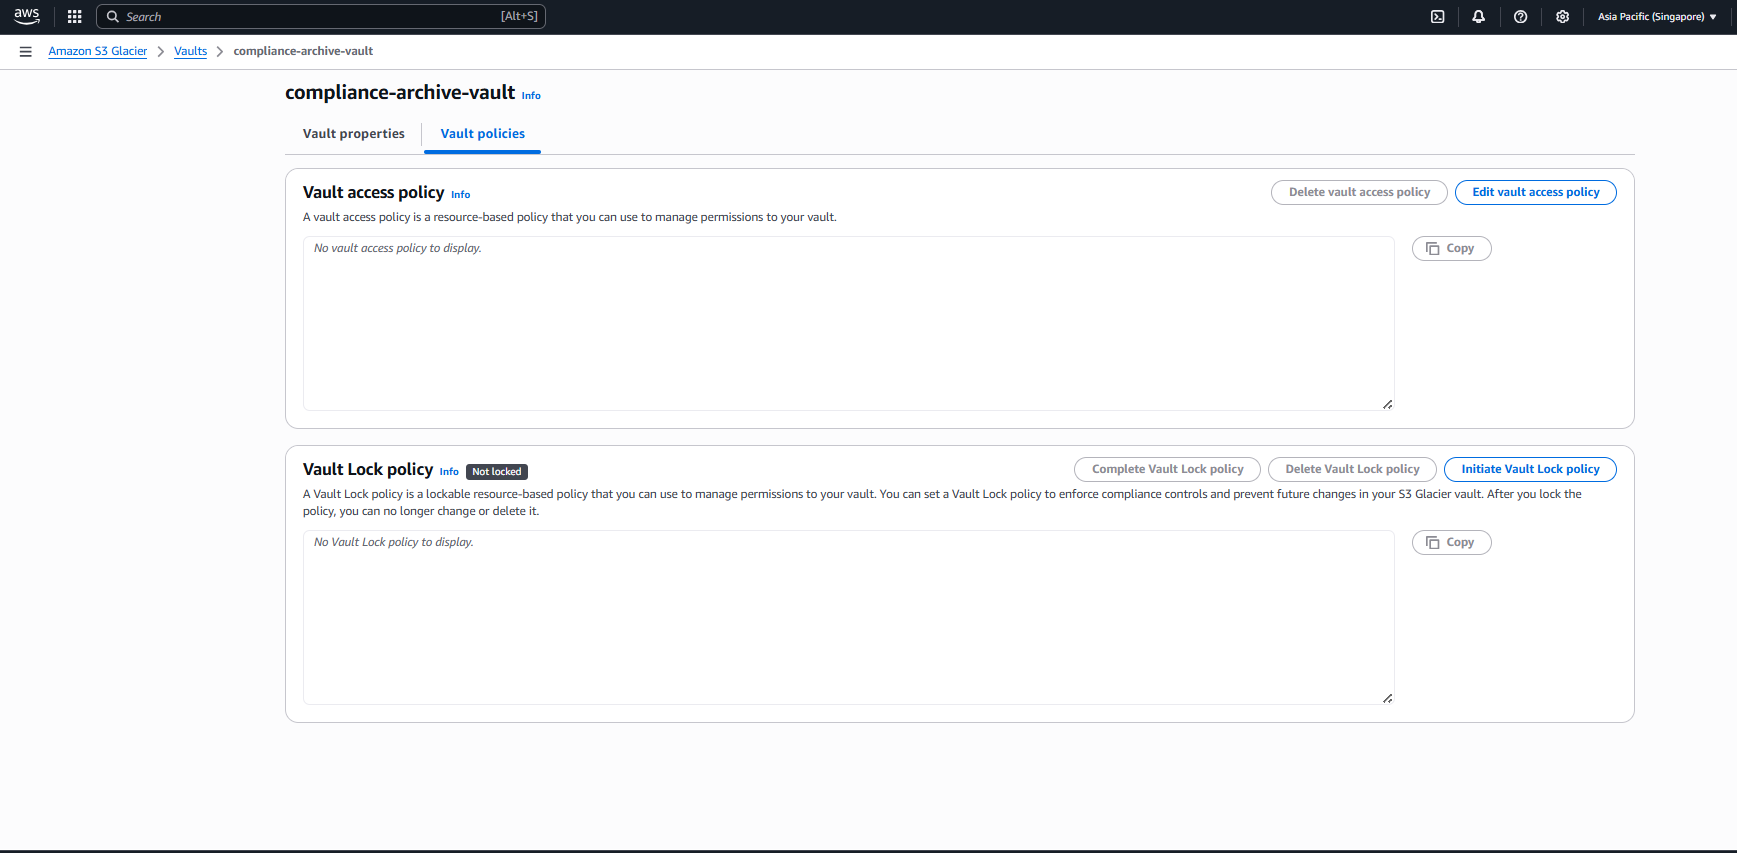 aws
Search [Alt+S]
Asia Pacific (Singapore)
Amazon S3 Glacier > Vaults > compliance-archive-vault
compliance-archive-vault Info
Vault properties
Vault policies
Vault access policy Info
Delete vault access policy
Edit vault access policy
A vault access policy is a resource-based policy that you can use to manage permissions to your vault.
No vault access policy to display.
Copy
Vault Lock policy Info Not locked
Complete Vault Lock policy
Delete Vault Lock policy
Initiate Vault Lock policy
A Vault Lock policy is a lockable resource-based policy that you can use to manage permissions to your vault. You can set a Vault Lock policy to enforce compliance controls and prevent future changes in your S3 Glacier vault. After you lock the
policy, you can no longer change or delete it.
No Vault Lock policy to display.
Copy